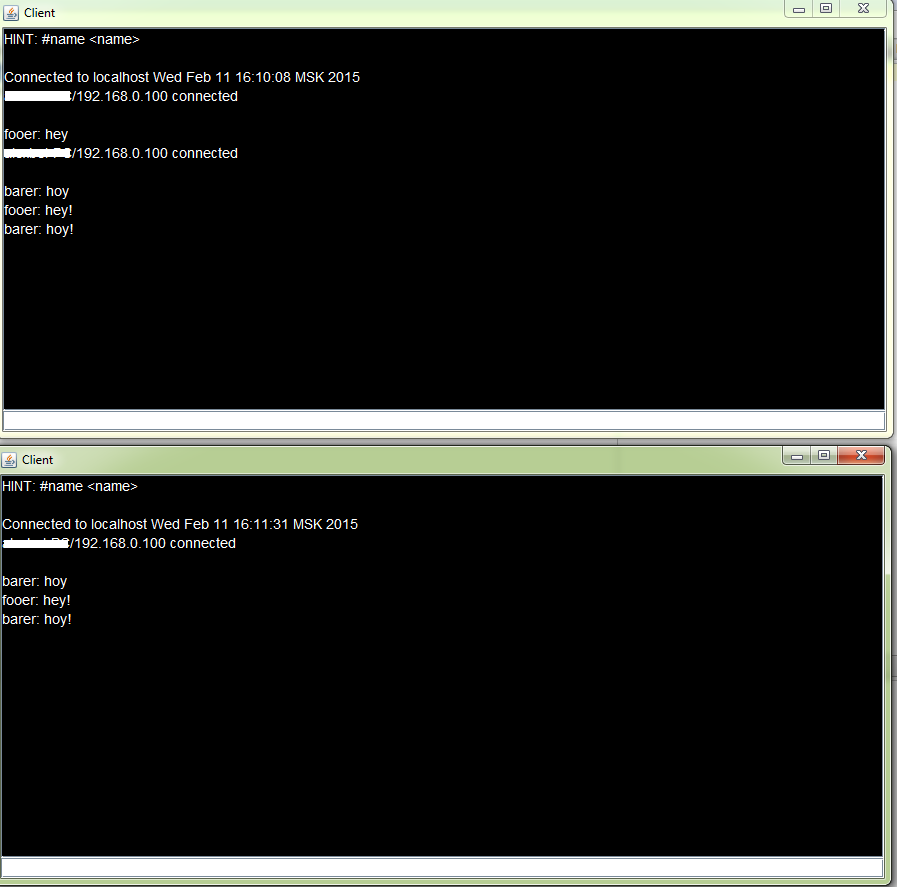 Client
HINT: #name <name>
Connected to localhost Wed Feb 11 16:10:08 MSK 2015
/192.168.0.100 connected
fooer: hey
/192.168.0.100 connected
barer: hoy
fooer: hey!
barer: hoy!
Client
HINT: #name <name>
Connected to localhost Wed Feb 11 16:11:31 MSK 2015
/192.168.0.100 connected
barer: hoy
fooer: hey!
barer: hoy!